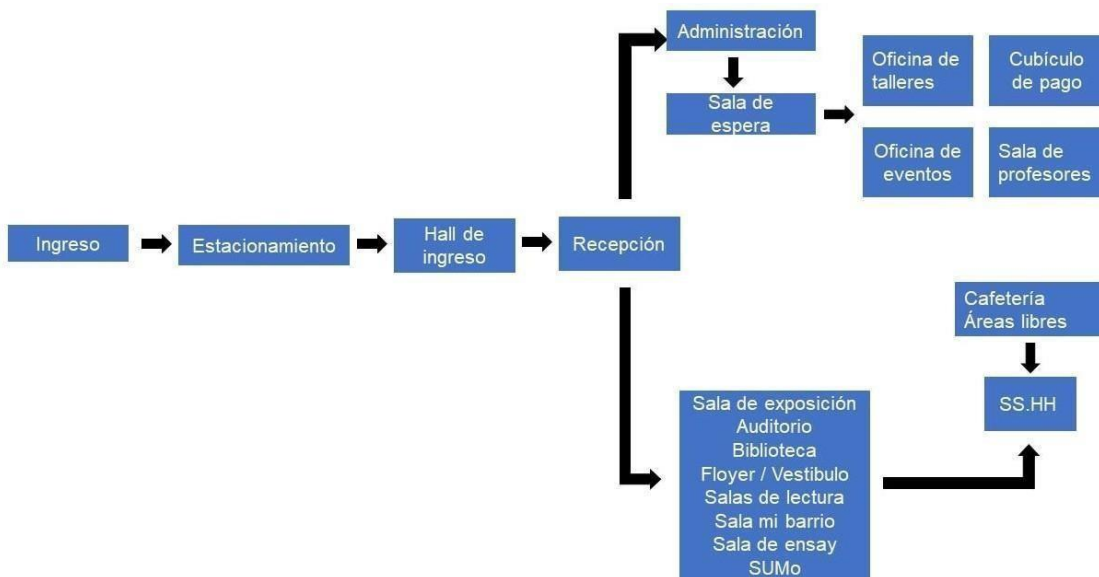 Administración
Sala de
espera
Oficina de
talleres
Cubículo
de pago
Oficina de
eventos
Sala de
profesores
Ingreso
Estacionamiento
Hall de
ingreso
Recepción
Cafetería
Áreas libres
SS.HH
Sala de exposición
Auditorio
Biblioteca
Floyer / Vestibulo
Salas de lectura
Sala mi barrio
Sala de ensay
SUMo